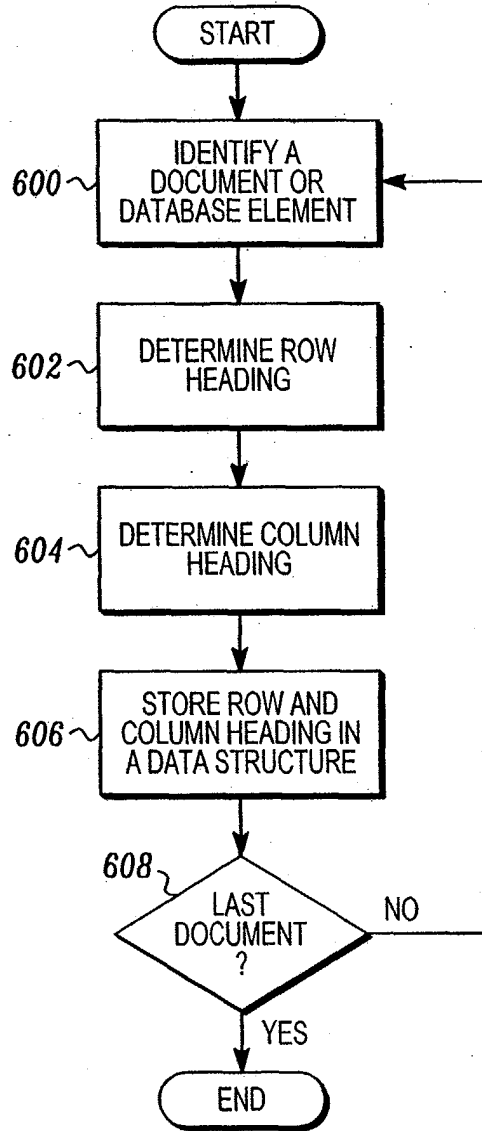 START
600
IDENTIFY A
DOCUMENT OR
DATABASE ELEMENT
602
DETERMINE ROW
HEADING
604
DETERMINE COLUMN
HEADING
606
STORE ROW AND
COLUMN HEADING IN
A DATA STRUCTURE
608
LAST
DOCUMENT
?
NO
YES
END